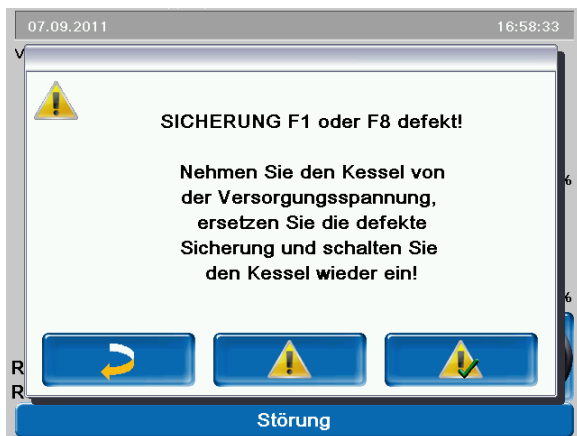 07.09.2011 16:58:33
V
SICHERUNG F1 oder F8 defekt!
Nehmen Sie den Kessel von
der Versorgungsspannung,
%
ersetzen Sie die defekte
Sicherung und schalten Sie
den Kessel wieder ein!
%
R
R
Störung